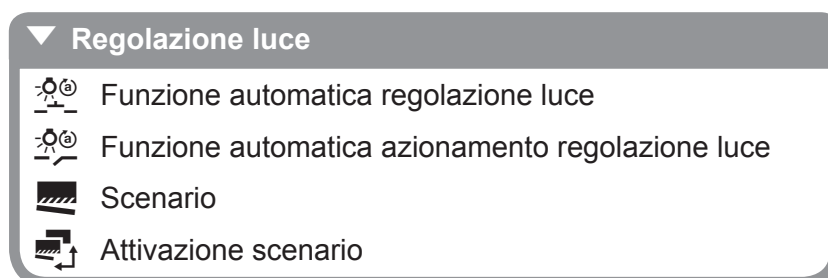 Regolazione luce
Funzione automatica regolazione luce
Funzione automatica azionamento regolazione luce
Scenario
Attivazione scenario